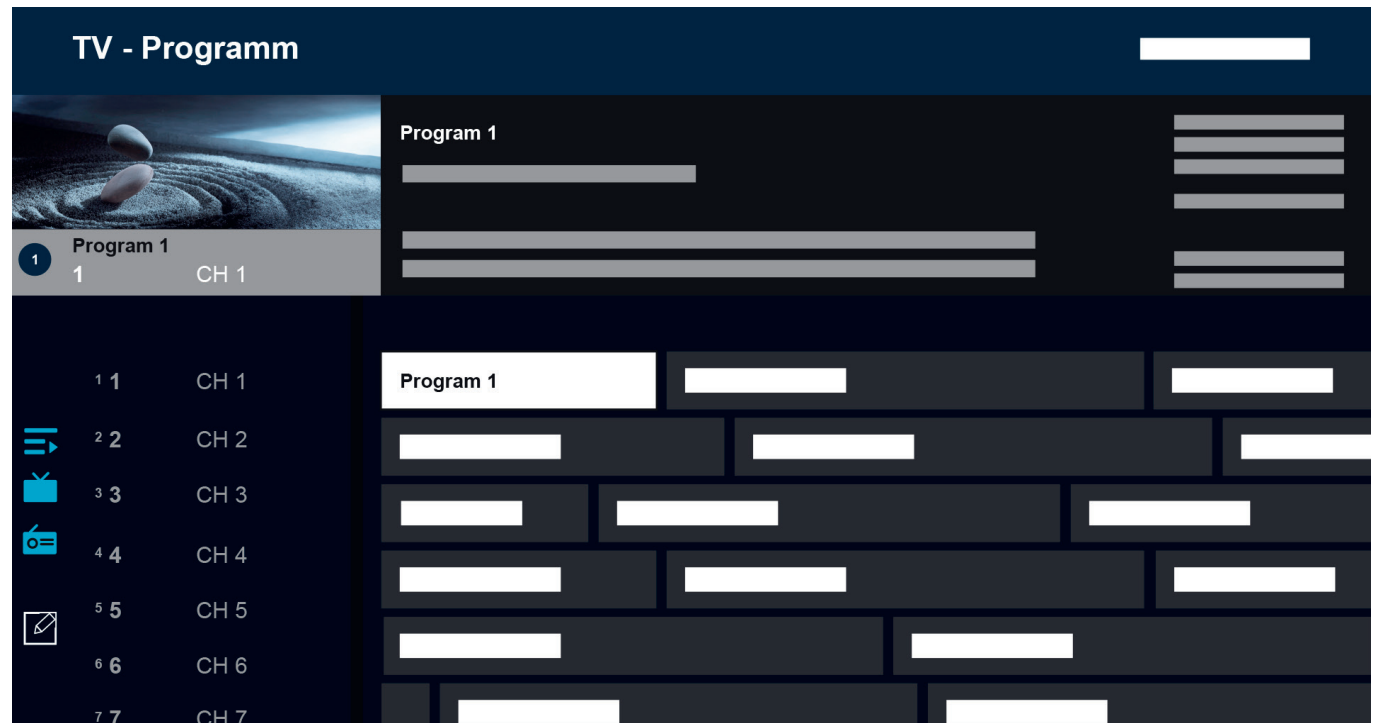 TV - Programm
Program 1
1 Program 1
1 CH 1
1 1 CH 1 Program 1
2 2 CH 2
3 3 CH 3
4 4 CH 4
5 5 CH 5
6 6 CH 6
7 7 CH 7